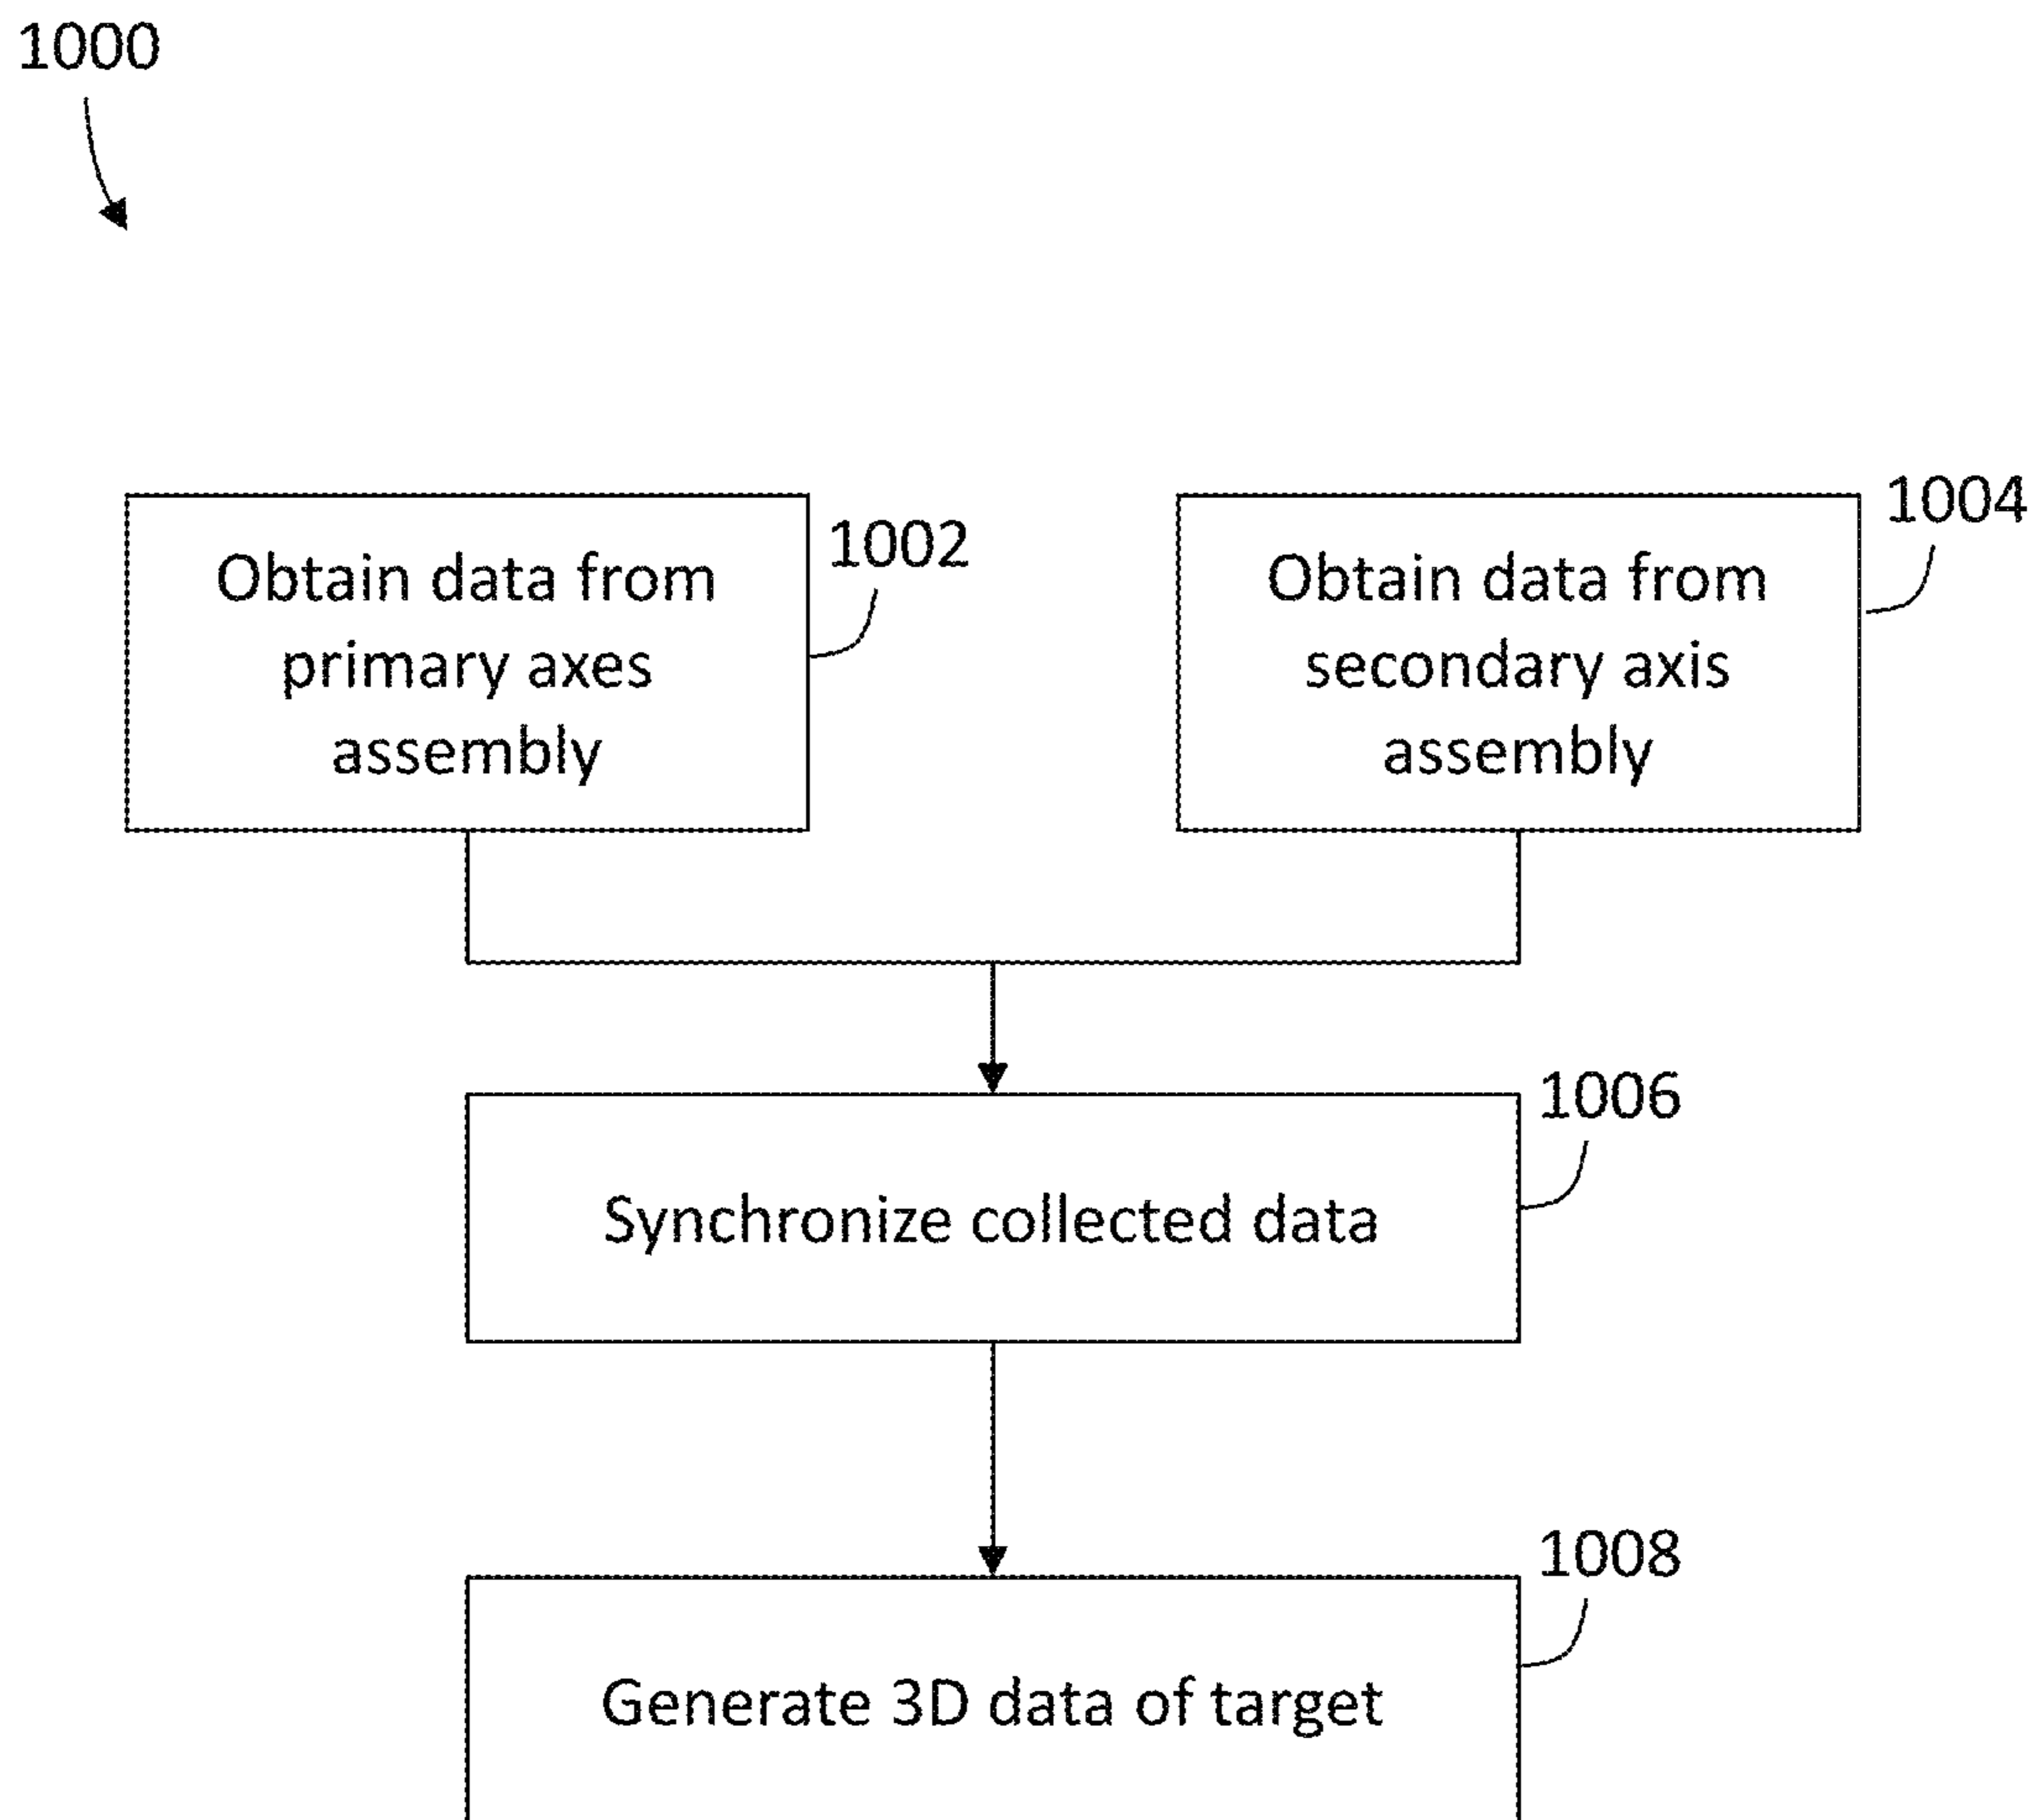 1000
Obtain data from
primary axes
assembly
1002
Obtain data from
secondary axis
assembly
1004
Synchronize collected data
1006
Generate 3D data of target
1008